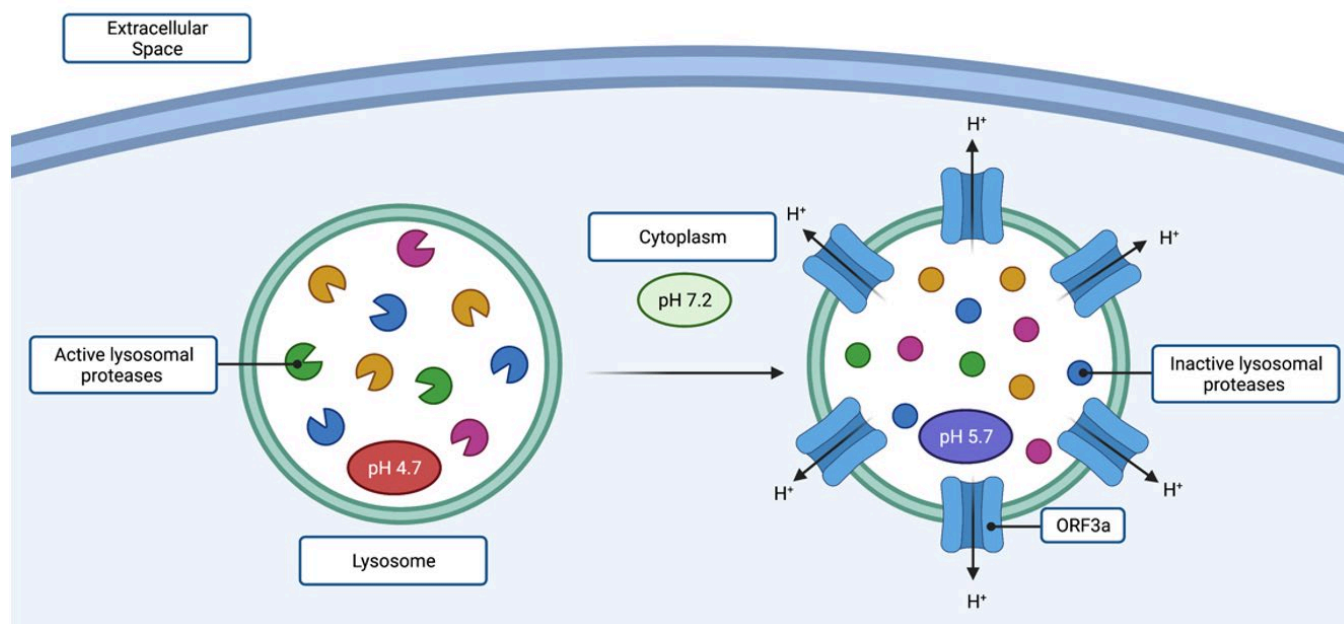 Extracellular
Space
H⁺
H⁺
Cytoplasm
H⁺
pH 7.2
Active lysosomal
proteases
Inactive lysosomal
proteases
pH 4.7
pH 5.7
H⁺
H⁺
ORF3a
Lysosome
H⁺